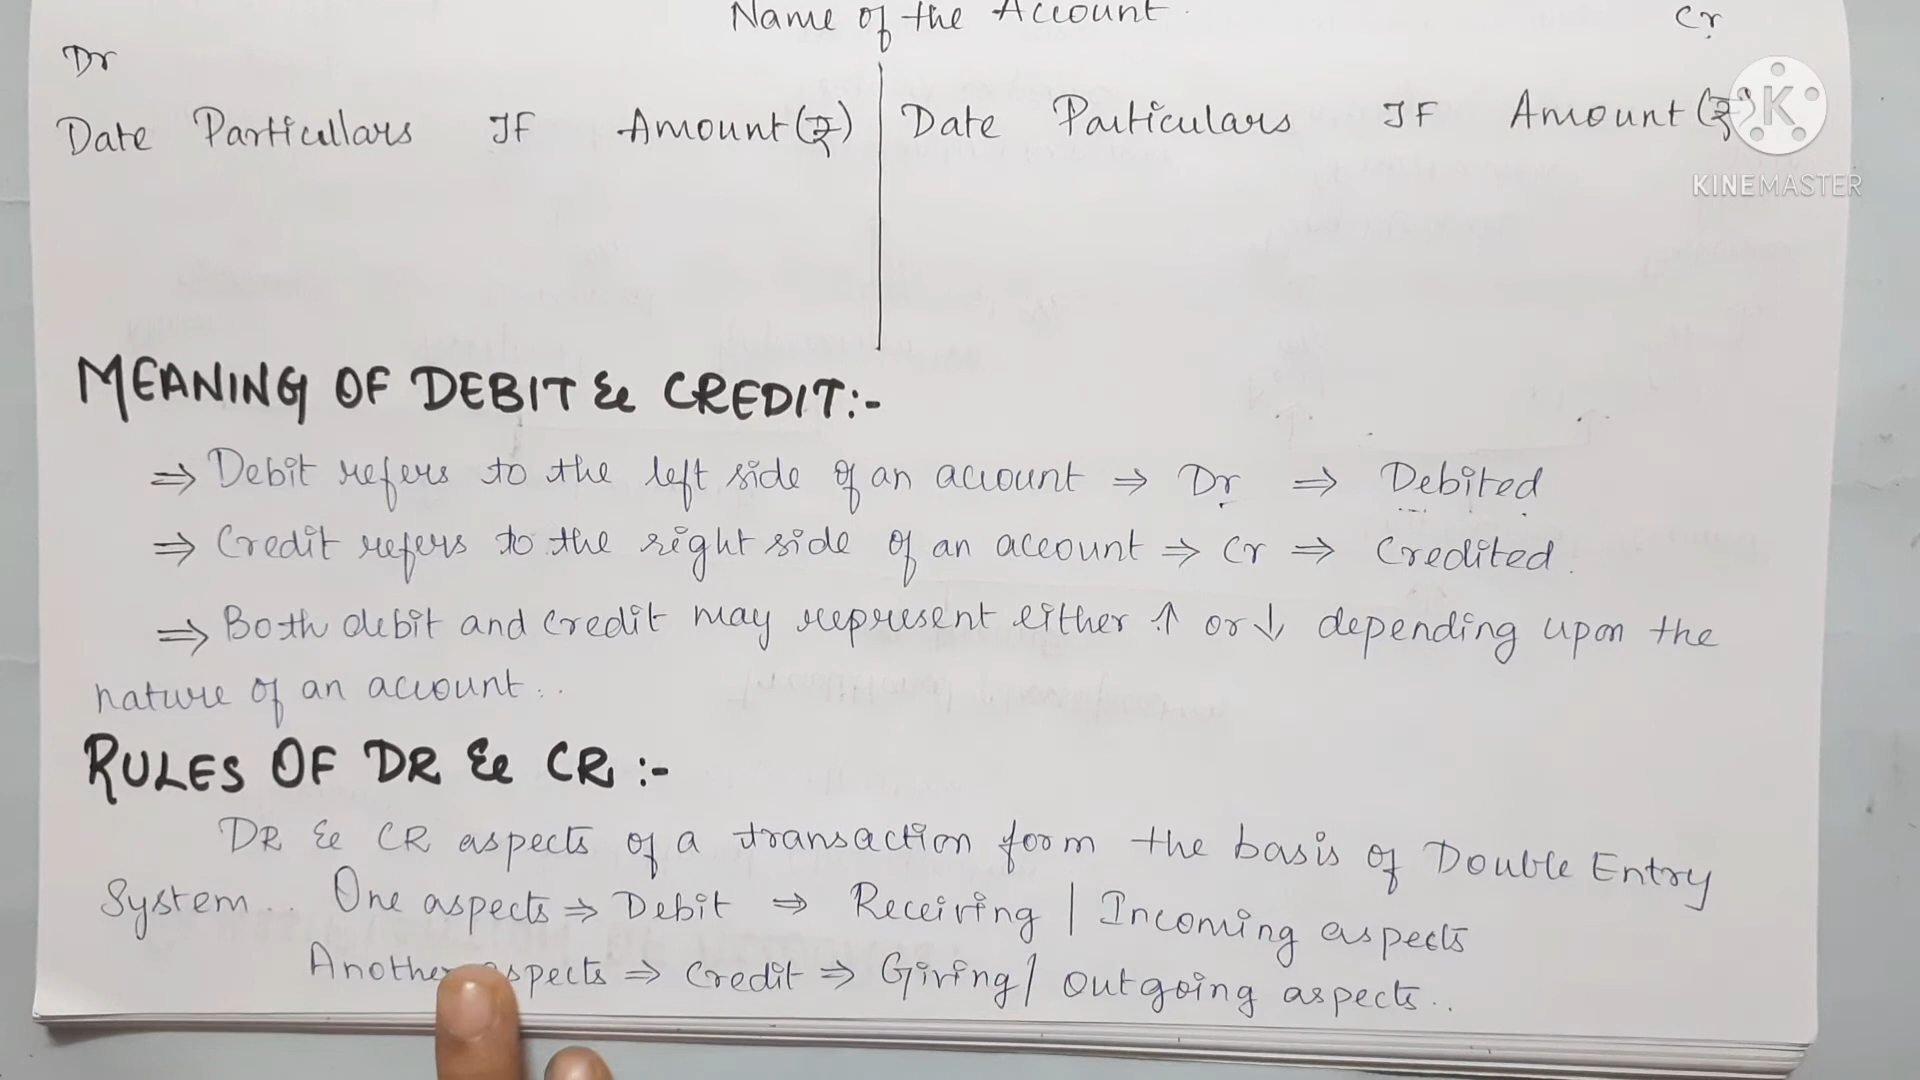 Name of the Account.
Dr
Cr
Date Particullars JF Amount(₹) Date Particulars JF Amount(₹)
K
KINEMASTER
MEANING OF DEBIT & CREDIT:-
⇒ Debit refers to the left side of an account ⇒ Dr ⇒ Debited
⇒ Credit refers to the right side of an account ⇒ Cr ⇒ Credited.
⇒ Both debit and credit may represent either ↑ or ↓ depending upon the
nature of an account..
RULES OF DR & CR :-
DR & CR aspects of a transaction form the basis of Double Entry
System.. One aspects ⇒ Debit ⇒ Receiving | Incoming aspects
Another aspects ⇒ Credit ⇒ Giving/ outgoing aspects..